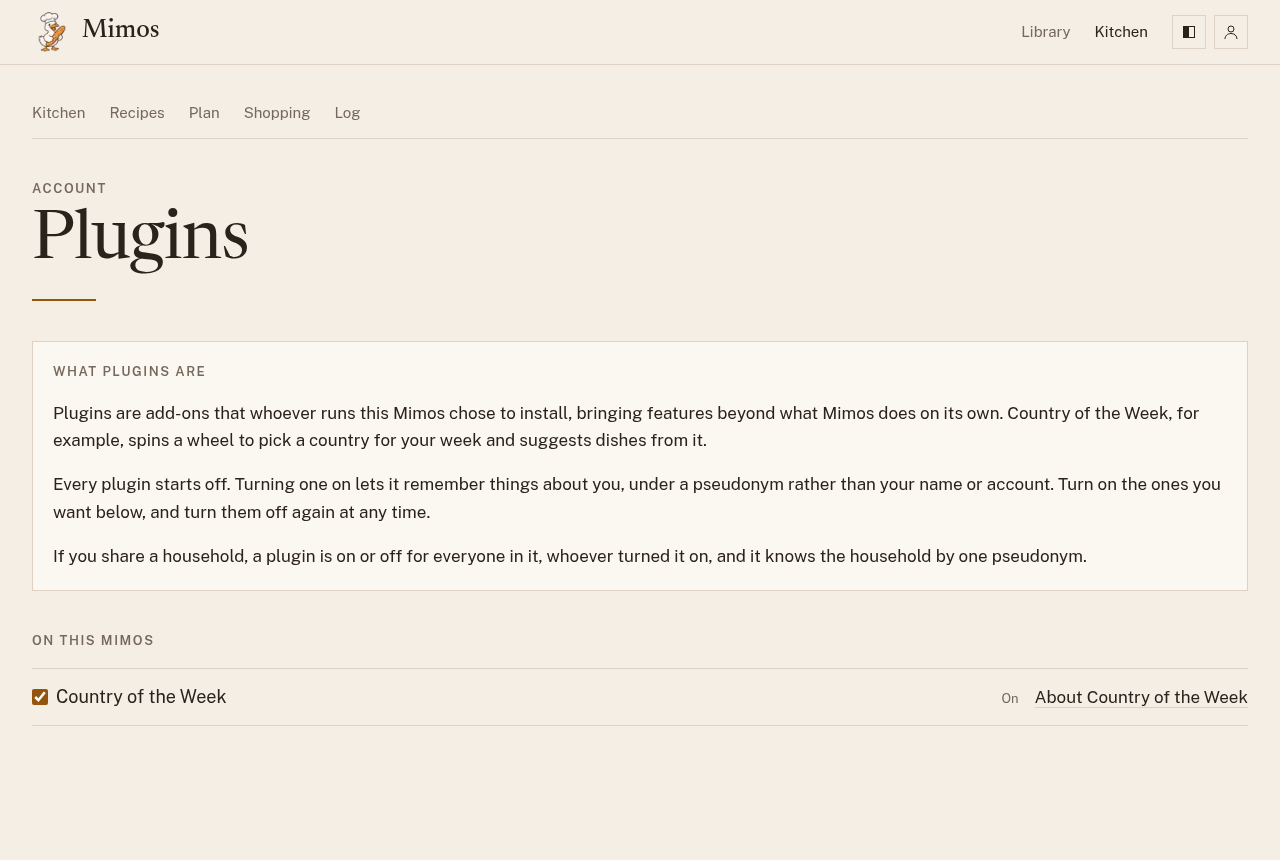 Mimos
Library
Kitchen
Kitchen
Recipes
Plan
Shopping
Log
ACCOUNT
Plugins
WHAT PLUGINS ARE
Plugins are add-ons that whoever runs this Mimos chose to install, bringing features beyond what Mimos does on its own. Country of the Week, for
example, spins a wheel to pick a country for your week and suggests dishes from it.
Every plugin starts off. Turning one on lets it remember things about you, under a pseudonym rather than your name or account. Turn on the ones you
want below, and turn them off again at any time.
If you share a household, a plugin is on or off for everyone in it, whoever turned it on, and it knows the household by one pseudonym.
ON THIS MIMOS
Country of the Week
On
About Country of the Week